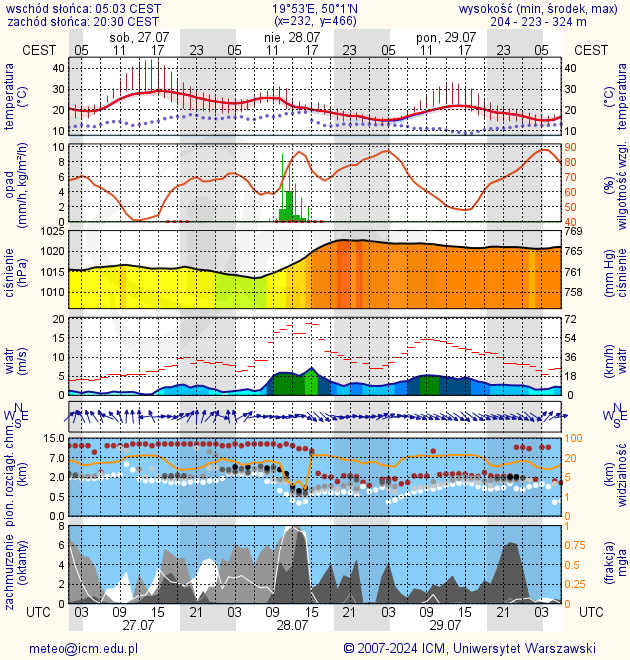 wschód słońca: 05:03 CEST 19°53'E, 50°1'N wysokość (min, środek, max)
zachód słońca: 20:30 CEST (x=232, y=466) 204 - 223 - 324 m
sob, 27.07 nie, 28.07 pon, 29.07
CEST 05 11 17 23 05 11 17 23 05 11 17 23 05 CEST
temperatura (°C)
40 30 20 10
40 30 20 10
temperatura (°C)
opad (mm/h, kg/m²/h)
10 8 6 4 2 0
90 80 70 60 50 40
(%) wilgotność wzgl.
ciśnienie (hPa)
1025 1020 1015 1010
769 765 761 758
(mm Hg) ciśnienie
wiatr (m/s)
20 15 10 5 0
72 54 36 18 0
(km/h) wiatr
N W E S
N W E S
pion. rozciągł. chm. (km)
15.0 7.0 2.0 0.5 0.0
100 20 5 1 0
(km) widzialność
zachmurzenie (oktanty)
8 6 4 2 0
1 0.75 0.5 0.25 0
(frakcja) mgła
UTC 03 09 15 21 03 09 15 21 03 09 15 21 03 UTC
27.07 28.07 29.07
meteo@icm.edu.pl © 2007-2024 ICM, Uniwersytet Warszawski